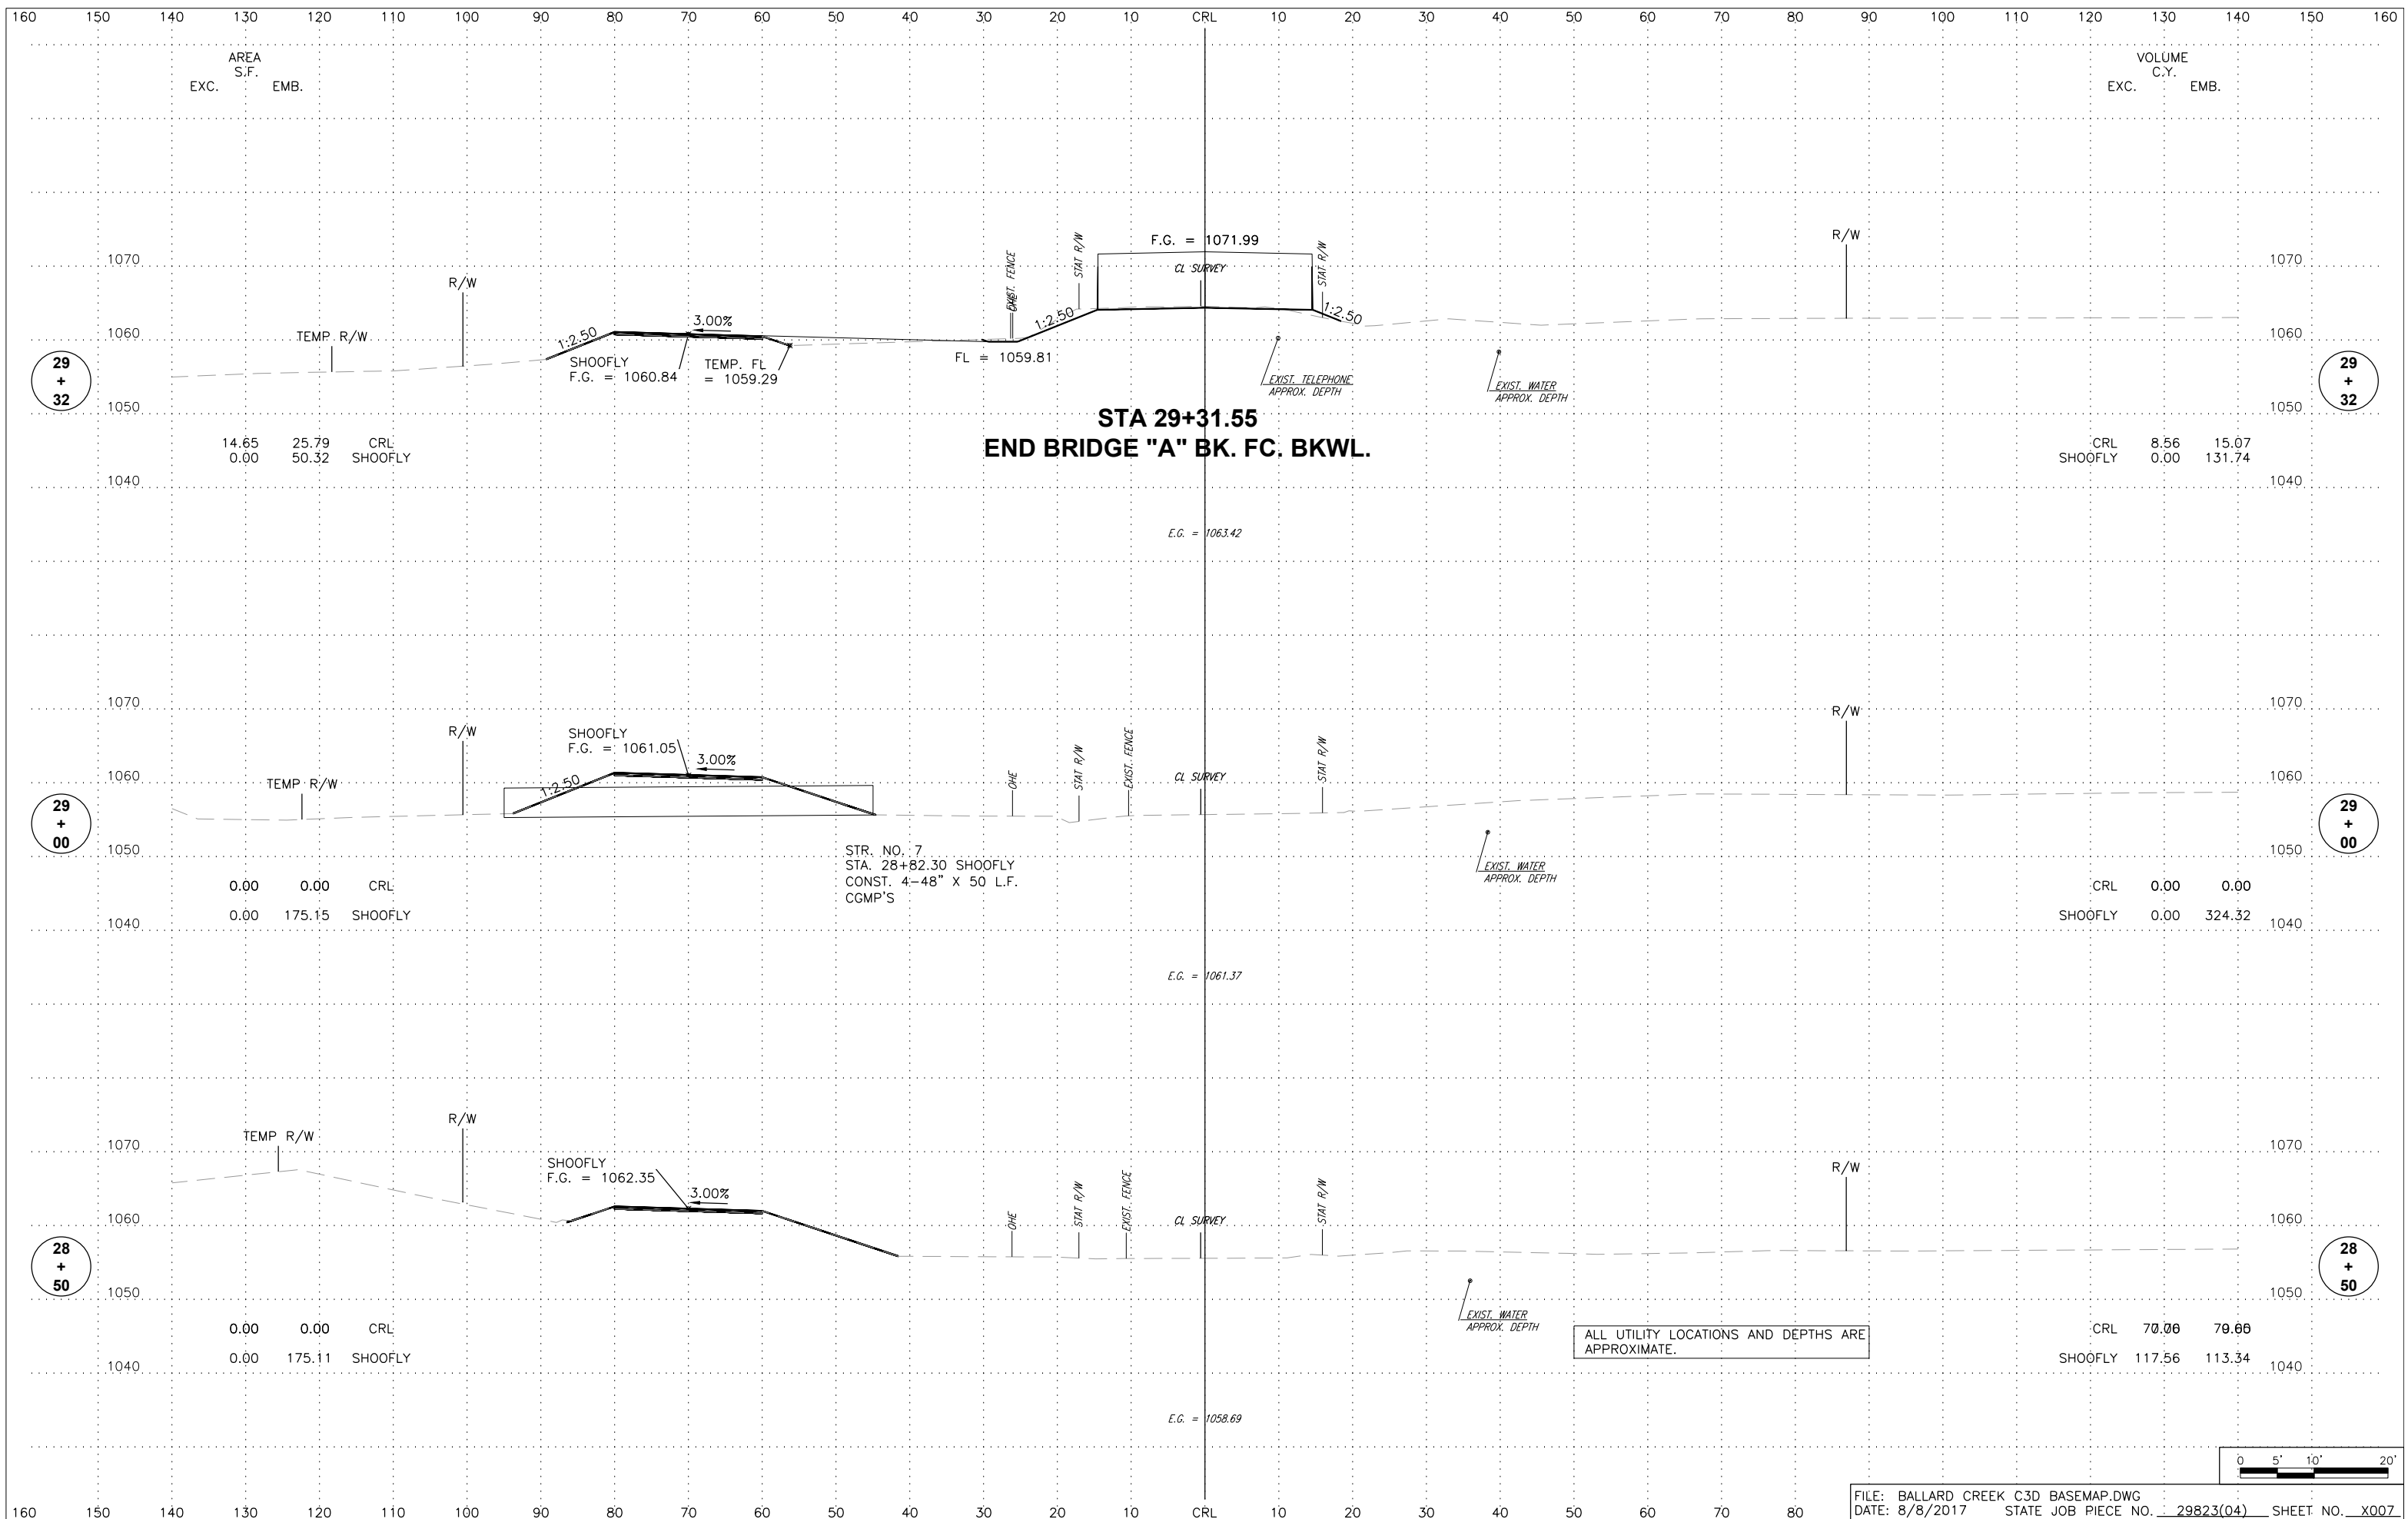 160 150 140 130 120 110 100 90 80 70 60 50 40 30 20 10 CRL 10 20 30 40 50 60 70 80 90 100 110 120 130 140 150 160
AREA
S.F.
EXC. EMB.
VOLUME
C.Y.
EXC. EMB.
F.G. = 1071.99
R/W
STAT R/W
EXIST. FENCE
OHE
STAT R/W
CL SURVEY
1070
1070
R/W
1:2.50
1:2.50
3.00%
1:2.50
1060
1060
TEMP R/W
SHOOFLY
F.G. = 1060.84
TEMP. FL
= 1059.29
FL = 1059.81
29
+
32
29
+
32
EXIST. TELEPHONE
APPROX. DEPTH
EXIST. WATER
APPROX. DEPTH
1050
1050
STA 29+31.55
END BRIDGE "A" BK. FC. BKWL.
14.65 25.79 CRL
0.00 50.32 SHOOFLY
CRL 8.56 15.07
SHOOFLY 0.00 131.74
1040
1040
E.G. = 1063.42
1070
1070
R/W
R/W
SHOOFLY
F.G. = 1061.05
3.00%
OHE
STAT R/W
EXIST. FENCE
CL SURVEY
STAT R/W
1060
1060
TEMP R/W
1:2.50
29
+
00
29
+
00
1050
1050
STR. NO. 7
STA. 28+82.30 SHOOFLY
CONST. 4-48" X 50 L.F.
CGMP'S
EXIST. WATER
APPROX. DEPTH
0.00 0.00 CRL
0.00 175.15 SHOOFLY
CRL 0.00 0.00
SHOOFLY 0.00 324.32
1040
1040
E.G. = 1061.37
R/W
TEMP R/W
1070
1070
SHOOFLY
F.G. = 1062.35
3.00%
R/W
OHE
STAT R/W
EXIST. FENCE
CL SURVEY
STAT R/W
1060
1060
28
+
50
28
+
50
1050
1050
EXIST. WATER
APPROX. DEPTH
ALL UTILITY LOCATIONS AND DEPTHS ARE
APPROXIMATE.
0.00 0.00 CRL
0.00 175.11 SHOOFLY
CRL
SHOOFLY 117.56 113.34
1040
1040
E.G. = 1058.69
0 5' 10' 20'
160 150 140 130 120 110 100 90 80 70 60 50 40 30 20 10 CRL 10 20 30 40 50 60 70 80
FILE: BALLARD CREEK C3D BASEMAP.DWG
DATE: 8/8/2017 STATE JOB PIECE NO. 29823(04) SHEET NO. X007